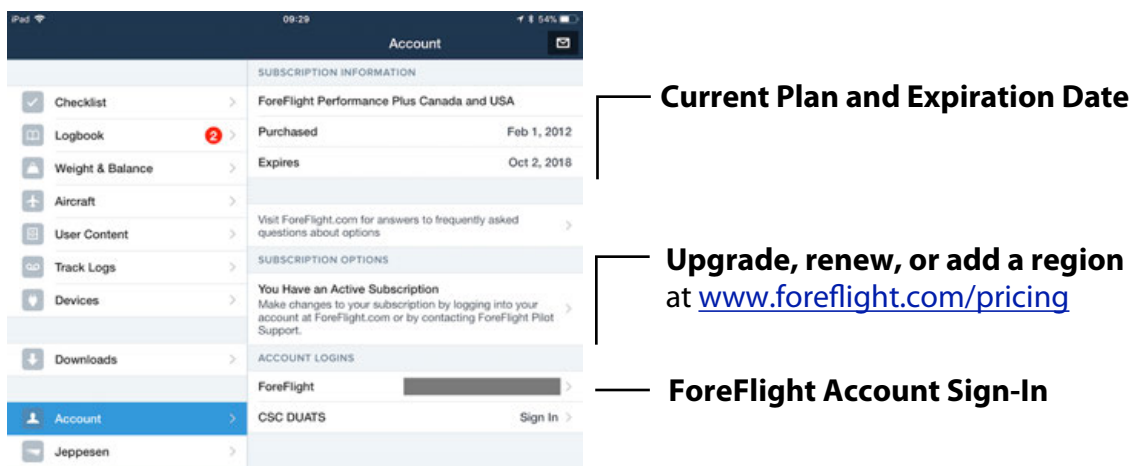 iPad 09:29 54%
Account
Checklist
Logbook 2
Weight & Balance
Aircraft
User Content
Track Logs
Devices
Downloads
Account
Jeppesen
SUBSCRIPTION INFORMATION
ForeFlight Performance Plus Canada and USA
Purchased Feb 1, 2012
Expires Oct 2, 2018
Visit ForeFlight.com for answers to frequently asked
questions about options
SUBSCRIPTION OPTIONS
You Have an Active Subscription
Make changes to your subscription by logging into your
account at ForeFlight.com or by contacting ForeFlight Pilot
Support.
ACCOUNT LOGINS
ForeFlight
CSC DUATS Sign In
Current Plan and Expiration Date
Upgrade, renew, or add a region
at www.foreflight.com/pricing
ForeFlight Account Sign-In